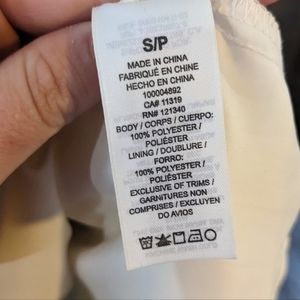 S/P
MADE IN CHINA
FABRIQUÉ EN CHINE
HECHO EN CHINA
100004892
CA# 11319
RN# 121340
BODY / CORPS / CUERPO:
100% POLYESTER /
POLIÉSTER
LINING / DOUBLURE /
FORRO:
100% POLYESTER /
POLIÉSTER
EXCLUSIVE OF TRIMS /
GARNITURES NON
COMPRISES / EXCLUYEN
DO AVIOS